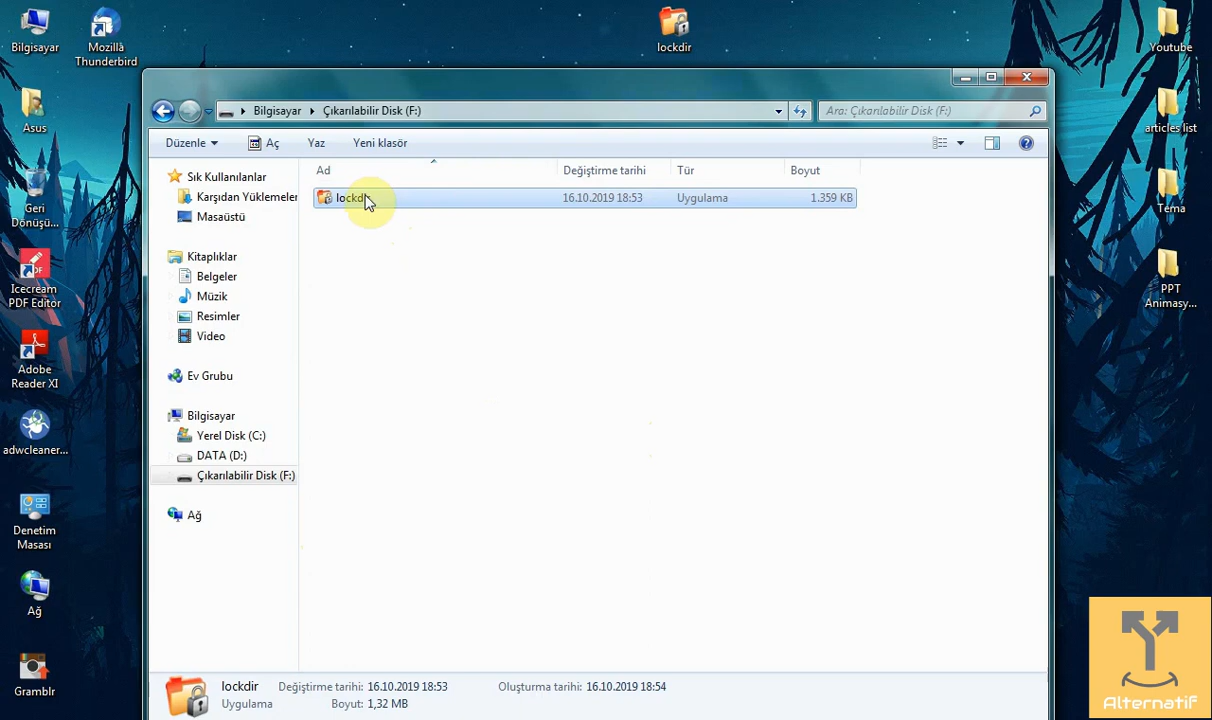 Bilgisayar
Mozilla
Thunderbird
lockdir
Youtube
Bilgisayar
Çıkarılabilir Disk (F:)
Ara: Çıkarılabilir Disk (F:)
Asus
articles list
Düzenle
Aç
Yaz
Yeni klasör
Ad
Değiştirme tarihi
Tür
Boyut
Sık Kullanılanlar
Karşıdan Yüklemeler
Masaüstü
lockdir
16.10.2019 18:53
Uygulama
1.359 KB
Geri
Dönüşü...
Tema
Kitaplıklar
Belgeler
Müzik
Resimler
Video
Icecream
PDF Editor
PPT
Animasy...
Ev Grubu
Adobe
Reader XI
Bilgisayar
Yerel Disk (C:)
DATA (D:)
Çıkarılabilir Disk (F:)
adwcleaner...
Ağ
Denetim
Masası
Ağ
Gramblr
lockdir
Değiştirme tarihi: 16.10.2019 18:53
Oluşturma tarihi: 16.10.2019 18:54
Uygulama
Boyut: 1,32 MB
Alternatif